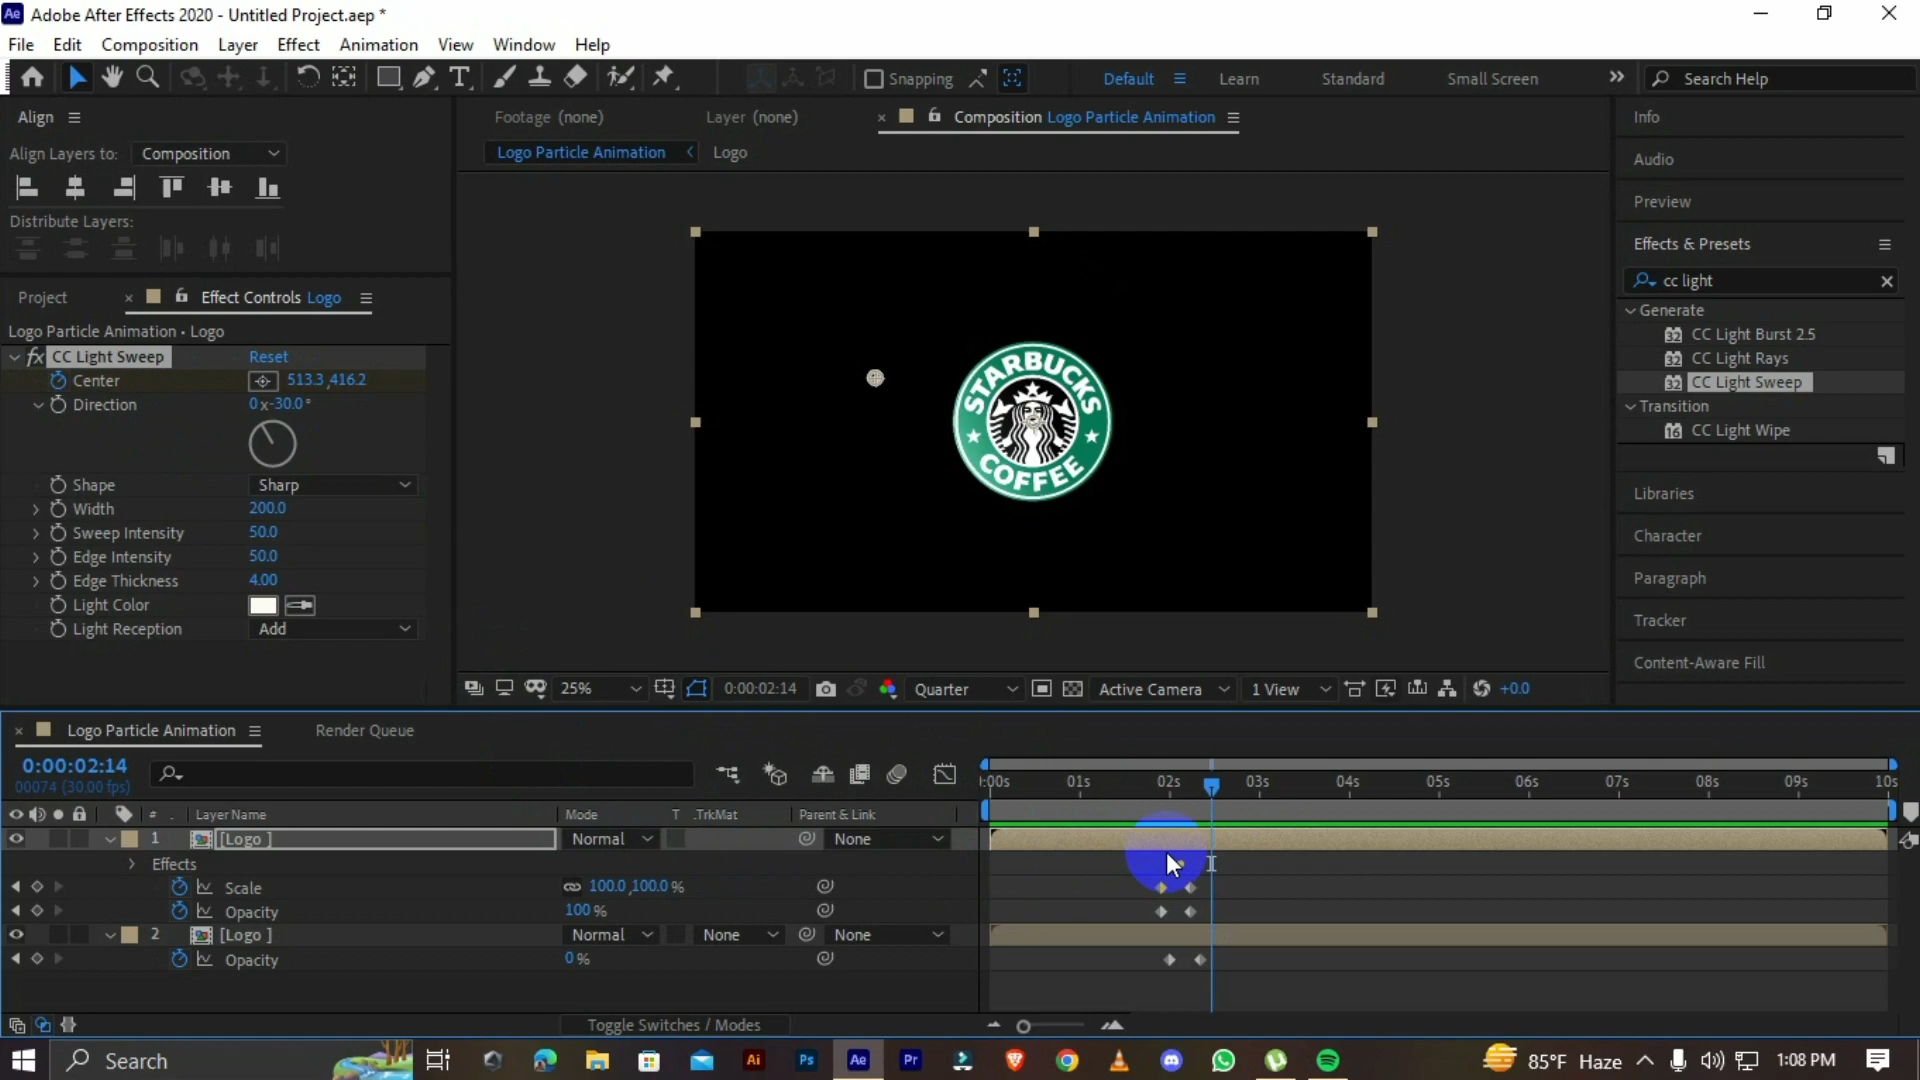 Adobe After Effects 2020 - Untitled Project.aep *
File Edit Composition Layer Effect Animation View Window Help
Snapping Default Learn Standard Small Screen Search Help
Align
Align Layers to: Composition
Distribute Layers:
Project Effect Controls Logo
Logo Particle Animation • Logo
fx CC Light Sweep Reset
Center 513.3 ,416.2
Direction 0 x-30.0 °
Shape Sharp
Width 200.0
Sweep Intensity 50.0
Edge Intensity 50.0
Edge Thickness 4.00
Light Color
Light Reception Add
Footage (none) Layer (none) Composition Logo Particle Animation
Logo Particle Animation Logo
STARBUCKS
COFFEE
25% 0:00:02:14 Quarter Active Camera 1 View +0.0
Info
Audio
Preview
Effects & Presets
cc light
Generate
CC Light Burst 2.5
CC Light Rays
CC Light Sweep
Transition
CC Light Wipe
Libraries
Character
Paragraph
Tracker
Content-Aware Fill
Logo Particle Animation Render Queue
0:00:02:14
00074 (30.00 fps)
:00s 01s 02s 03s 04s 05s 06s 07s 08s 09s 10s
# Layer Name Mode T .TrkMat Parent & Link
1 [Logo ] Normal None
Effects
Scale 100.0 ,100.0 %
Opacity 100 %
2 [Logo ] Normal None None
Opacity 0 %
Toggle Switches / Modes
Search Ai Ps Ae Pr 85°F Haze 1:08 PM